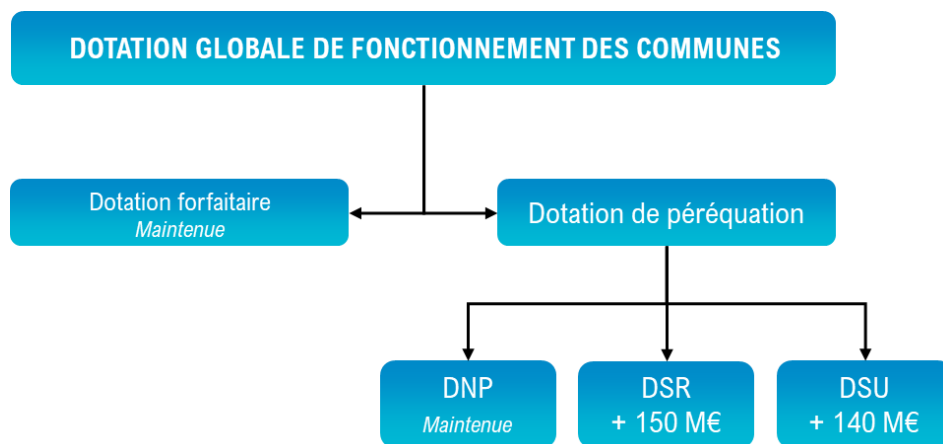 DOTATION GLOBALE DE FONCTIONNEMENT DES COMMUNES
Dotation forfaitaire
Maintenue
Dotation de péréquation
DNP
Maintenue
DSR
+ 150 M€
DSU
+ 140 M€